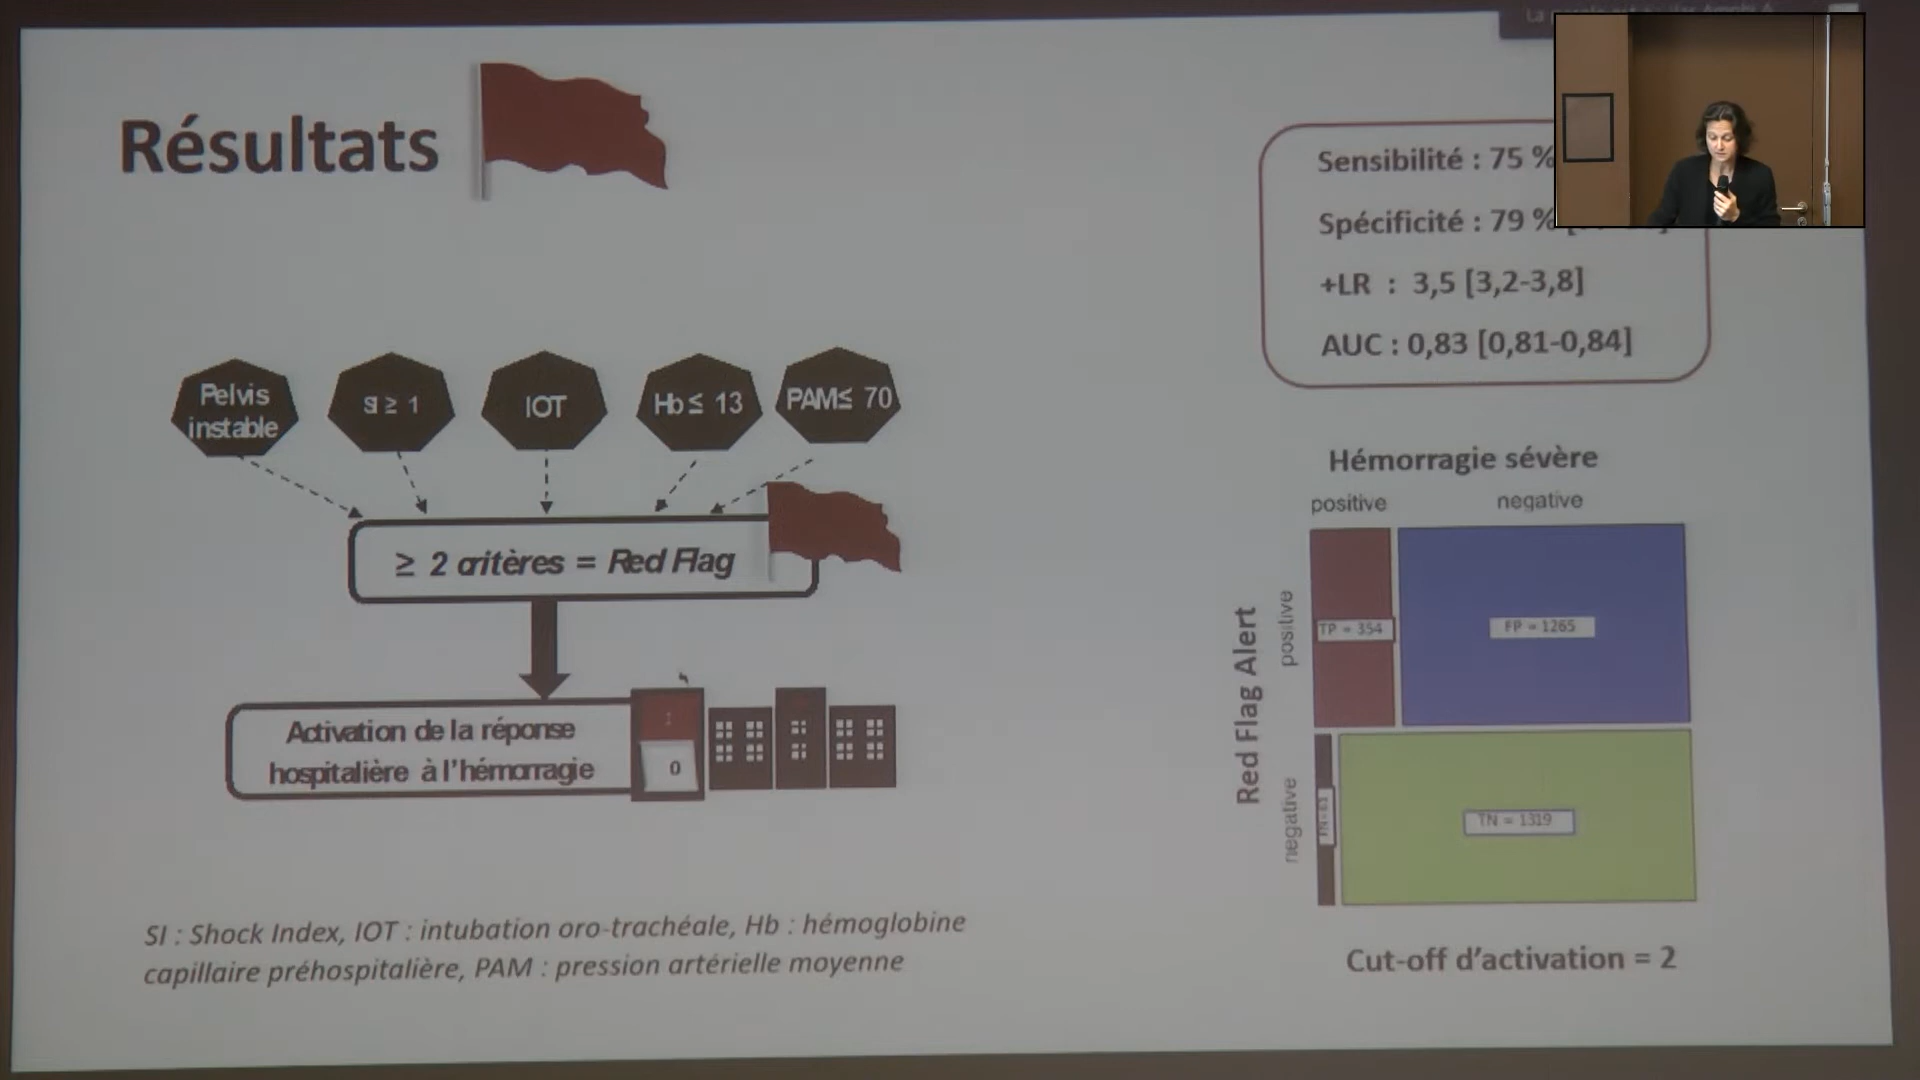 Résultats
Sensibilité : 75 %
Spécificité : 79 %
+LR : 3,5 [3,2-3,8]
AUC : 0,83 [0,81-0,84]
Pelvis
instable
SI ≥ 1
IOT
Hb ≤ 13
PAM ≤ 70
≥ 2 critères = Red Flag
Activation de la réponse
hospitalière à l'hémorragie
0
SI : Shock Index, IOT : intubation oro-trachéale, Hb : hémoglobine
capillaire préhospitalière, PAM : pression artérielle moyenne
Hémorragie sévère
positive negative
Red Flag Alert
positive
negative
TP = 354
FP = 1265
TN = 1319
Cut-off d'activation = 2